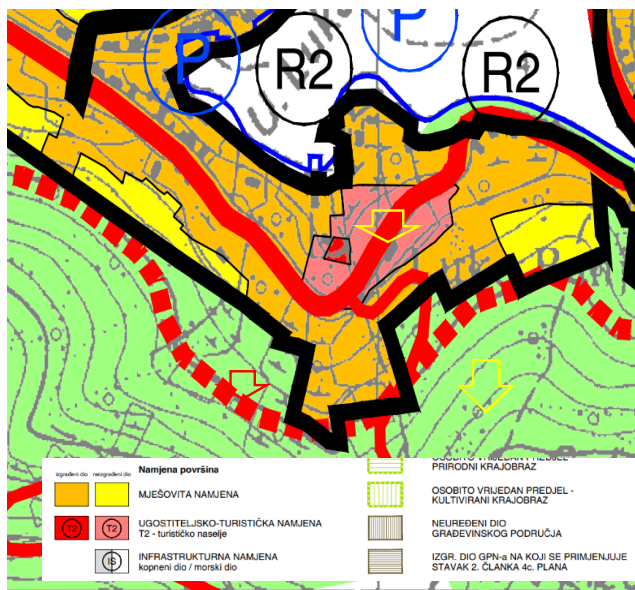 P
R2
P
R2
izgrađeni dio neizgrađeni dio
Namjena površina
MJEŠOVITA NAMJENA
T2 T2
UGOSTITELJSKO-TURISTIČKA NAMJENA
T2 - turističko naselje
IS
INFRASTRUKTURNA NAMJENA
kopneni dio / morski dio
PRIRODNI KRAJOBRAZ
OSOBITO VRIJEDAN PREDJEL -
KULTIVIRANI KRAJOBRAZ
NEUREĐENI DIO
GRAĐEVINSKOG PODRUČJA
IZGR. DIO GPN-a NA KOJI SE PRIMJENJUJE
STAVAK 2. ČLANKA 4c. PLANA